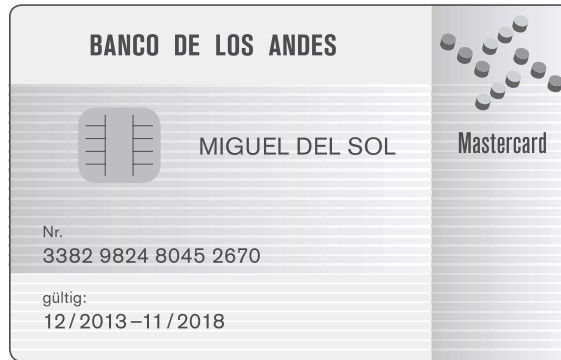 BANCO DE LOS ANDES
MIGUEL DEL SOL
Mastercard
Nr.
3382 9824 8045 2670
gültig:
12/2013–11/2018